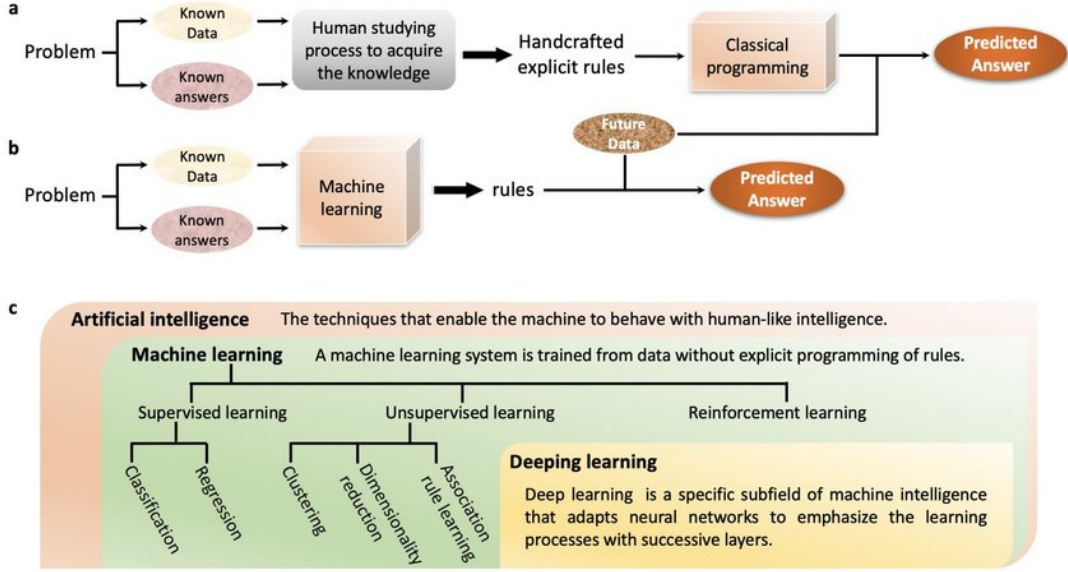 a
Problem
Known
Data
Known
answers
Human studying
process to acquire
the knowledge
Handcrafted
explicit rules
Classical
programming
Predicted
Answer
Future
Data
b
Problem
Known
Data
Known
answers
Machine
learning
rules
Predicted
Answer
c
Artificial intelligence The techniques that enable the machine to behave with human-like intelligence.
Machine learning A machine learning system is trained from data without explicit programming of rules.
Supervised learning Unsupervised learning Reinforcement learning
Classification
Regression
Clustering
Dimensionality
reduction
Association
rule learning
Deeping learning
Deep learning is a specific subfield of machine intelligence
that adapts neural networks to emphasize the learning
processes with successive layers.